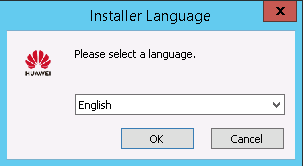 Installer Language
x
Please select a language.
HUAWEI
English
OK
Cancel